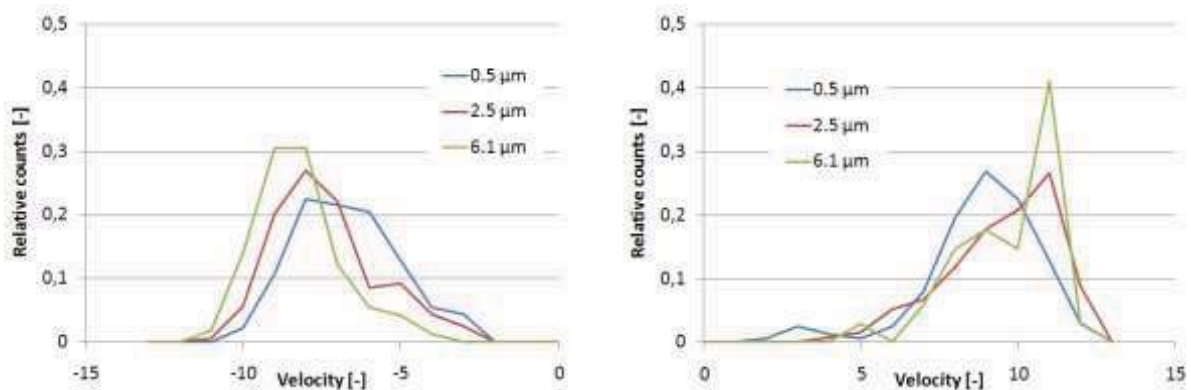 0,5
0,4
0,3
0,2
0,1
0
Relative counts [-]
0.5 µm
2.5 µm
6.1 µm
-15
-10
-5
0
Velocity [-]
0,5
0,4
0,3
0,2
0,1
0
Relative counts [-]
0.5 µm
2.5 µm
6.1 µm
0
5
10
15
Velocity [-]